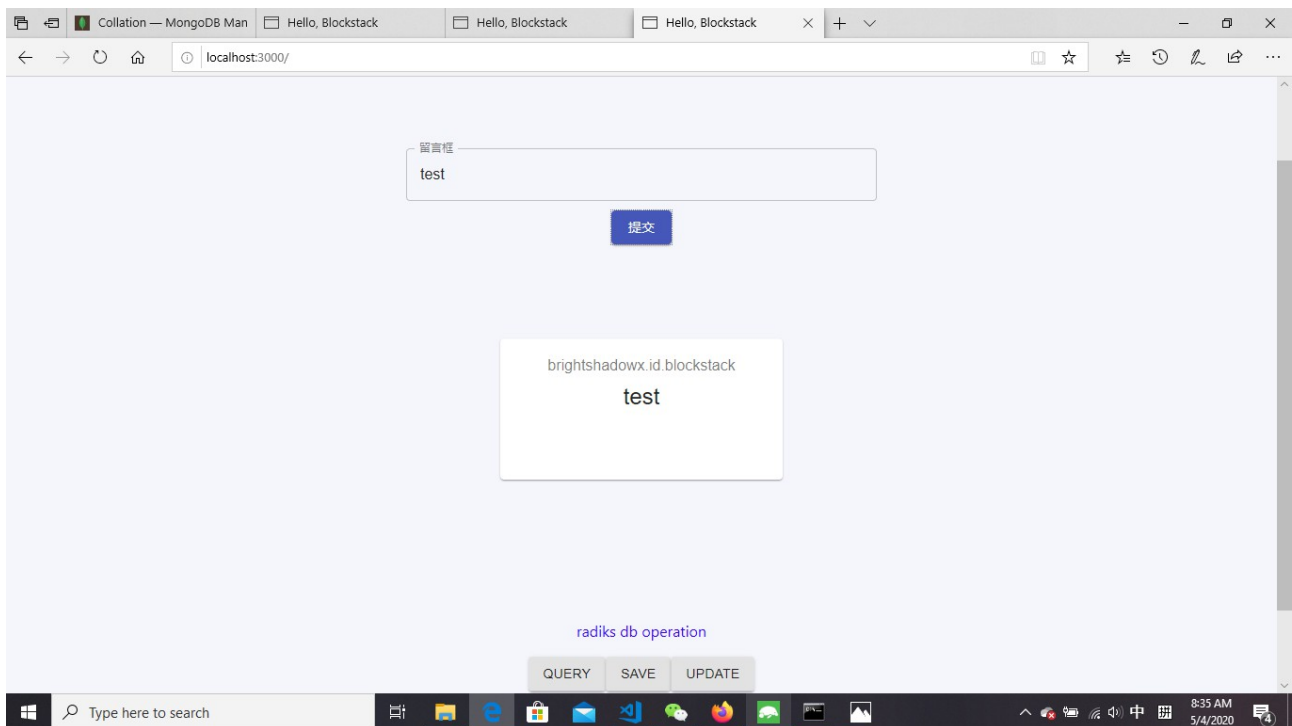 Collation — MongoDB Man
Hello, Blockstack
Hello, Blockstack
Hello, Blockstack
localhost:3000/
留言框
test
提交
brightshadowx.id.blockstack
test
radiks db operation
QUERY SAVE UPDATE
Type here to search
中
拼
8:35 AM
5/4/2020
4